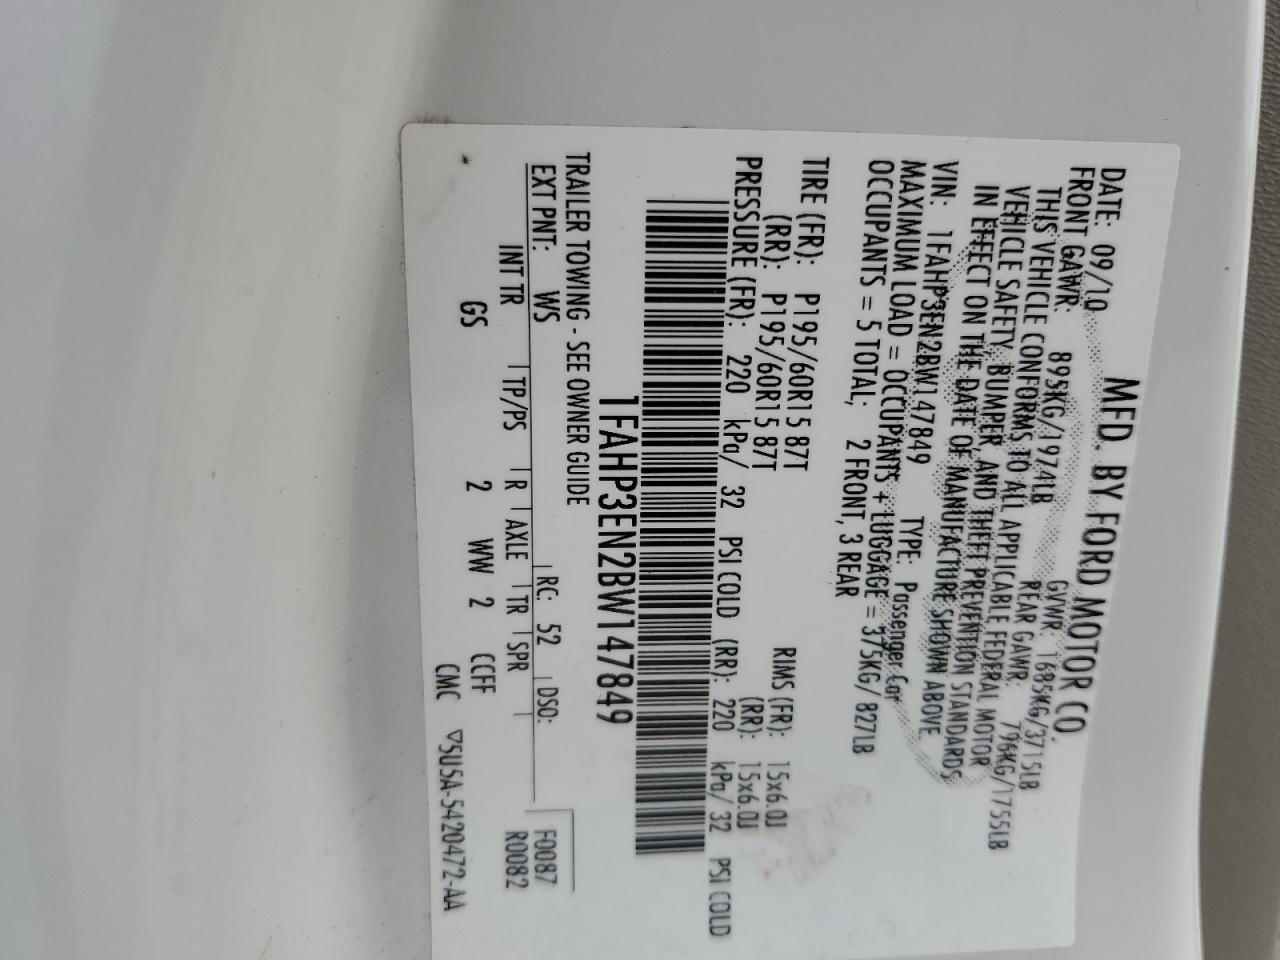 MFD. BY FORD MOTOR CO.
DATE: 09/10 GVWR: 1685KG/3715LB
FRONT GAWR: 895KG/1974LB REAR GAWR: 796KG/1755LB
THIS VEHICLE CONFORMS TO ALL APPLICABLE FEDERAL MOTOR
VEHICLE SAFETY, BUMPER, AND THEFT PREVENTION STANDARDS
IN EFFECT ON THE DATE OF MANUFACTURE SHOWN ABOVE.
VIN: 1FAHP3EN2BW147849 TYPE: Passenger Car
MAXIMUM LOAD = OCCUPANTS + LUGGAGE = 375KG/ 827LB
OCCUPANTS = 5 TOTAL; 2 FRONT, 3 REAR
TIRE (FR): P195/60R15 87T RIMS (FR): 15x6.0J
(RR): P195/60R15 87T (RR): 15x6.0J
PRESSURE (FR): 220 kPa/ 32 PSI COLD (RR): 220 kPa/ 32 PSI COLD
1FAHP3EN2BW147849
TRAILER TOWING - SEE OWNER GUIDE
EXT PNT: WS RC: 52 DSO: F0087
INT TR TP/PS R AXLE TR SPR R0082
GS 2 WW 2 CCFF
CMC ▽5U5A-5420472-AA